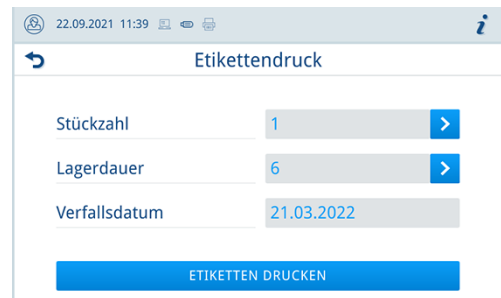 22.09.2021 11:39 i
Etikettendruck
Stückzahl 1
Lagerdauer 6
Verfallsdatum 21.03.2022
ETIKETTEN DRUCKEN